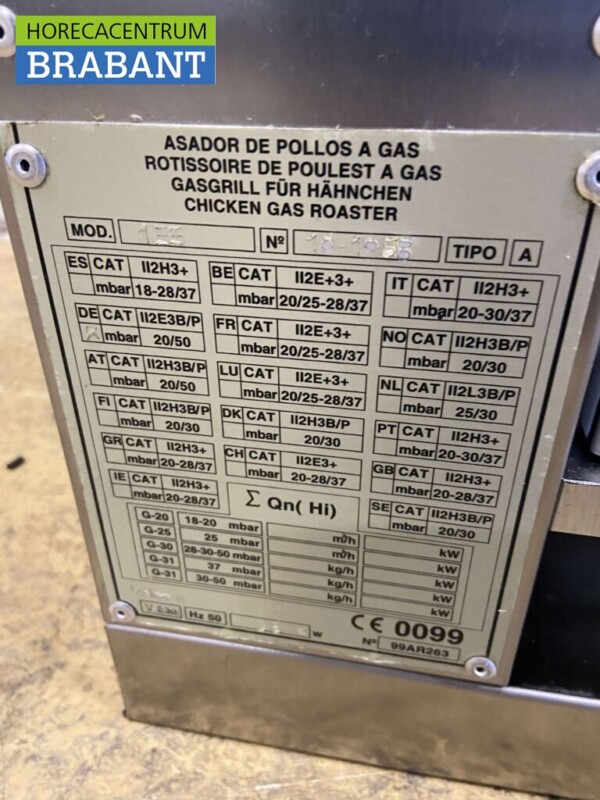 HORECACENTRUM
BRABANT
ASADOR DE POLLOS A GAS
ROTISSOIRE DE POULEST A GAS
GASGRILL FÜR HÄHNCHEN
CHICKEN GAS ROASTER
MOD. Nº TIPO A
ES CAT II2H3+ BE CAT II2E+3+ IT CAT II2H3+
mbar 18-28/37 mbar 20/25-28/37 mbar 20-30/37
DE CAT II2E3B/P FR CAT II2E+3+ NO CAT II2H3B/P
mbar 20/50 mbar 20/25-28/37 mbar 20/30
AT CAT II2H3B/P LU CAT II2E+3+ NL CAT II2L3B/P
mbar 20/50 mbar 20/25-28/37 mbar 25/30
FI CAT II2H3B/P DK CAT II2H3B/P PT CAT II2H3+
mbar 20/30 mbar 20/30 mbar 20-30/37
GR CAT II2H3+ CH CAT II2E3+ GB CAT II2H3+
mbar 20-28/37 mbar 20-28/37 mbar 20-28/37
IE CAT II2H3+ Σ Qn( Hi) SE CAT II2H3B/P
mbar 20-28/37 mbar 20/30
G-20 18-20 mbar m³/h kW
G-25 25 mbar m³/h kW
G-30 28-30-50 mbar kg/h kW
G-31 37 mbar kg/h kW
G-31 30-50 mbar kg/h kW
V 230 Hz 50 w CE 0099
Nº 99AR263